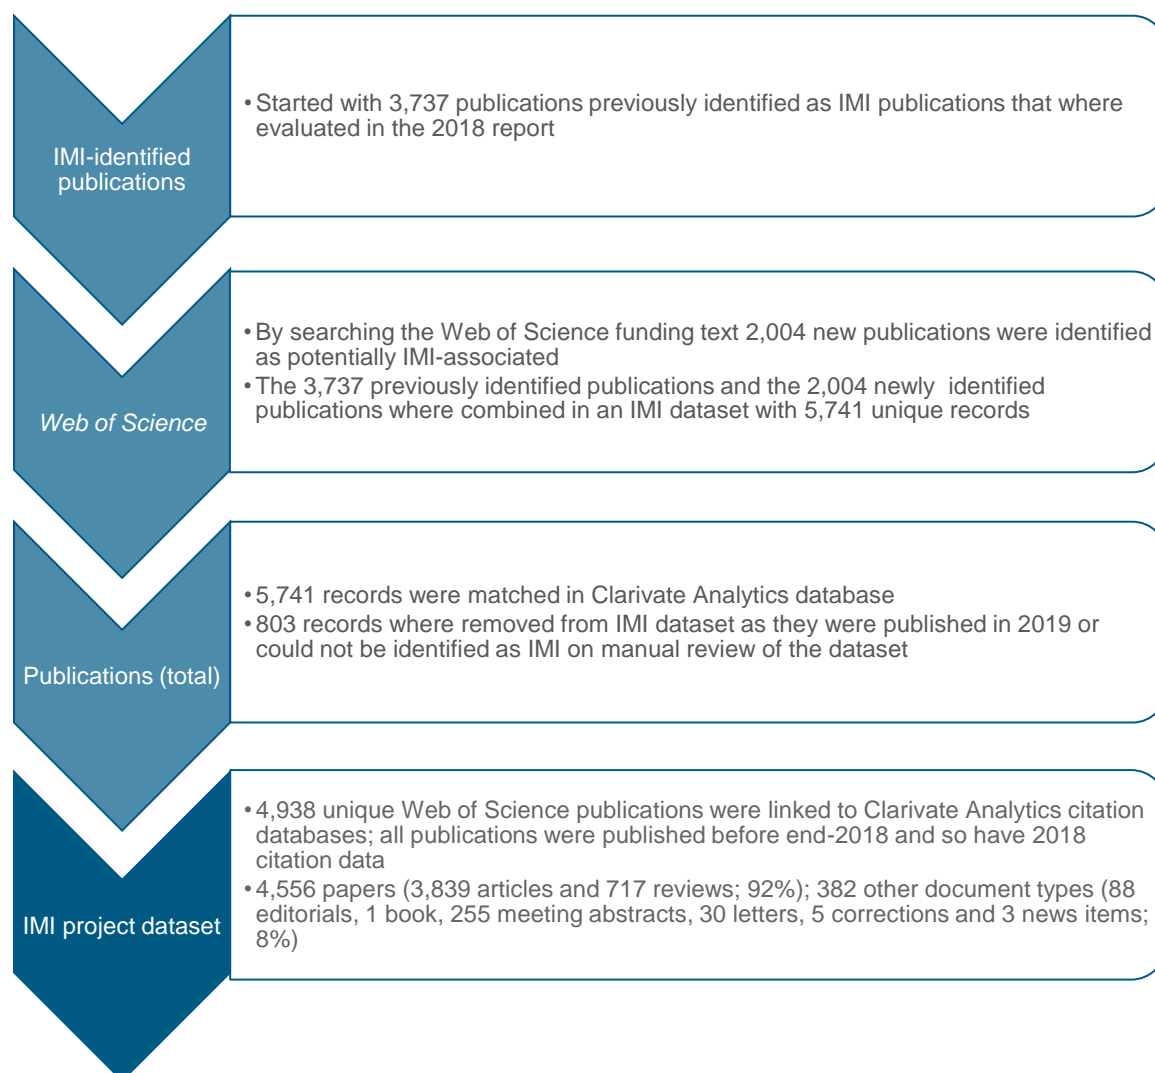 IMI-identified
publications
• Started with 3,737 publications previously identified as IMI publications that where
evaluated in the 2018 report
Web of Science
• By searching the Web of Science funding text 2,004 new publications were identified
as potentially IMI-associated
• The 3,737 previously identified publications and the 2,004 newly  identified
publications where combined in an IMI dataset with 5,741 unique records
Publications (total)
• 5,741 records were matched in Clarivate Analytics database
• 803 records where removed from IMI dataset as they were published in 2019 or
could not be identified as IMI on manual review of the dataset
IMI project dataset
• 4,938 unique Web of Science publications were linked to Clarivate Analytics citation
databases; all publications were published before end-2018 and so have 2018
citation data
• 4,556 papers (3,839 articles and 717 reviews; 92%); 382 other document types (88
editorials, 1 book, 255 meeting abstracts, 30 letters, 5 corrections and 3 news items;
8%)